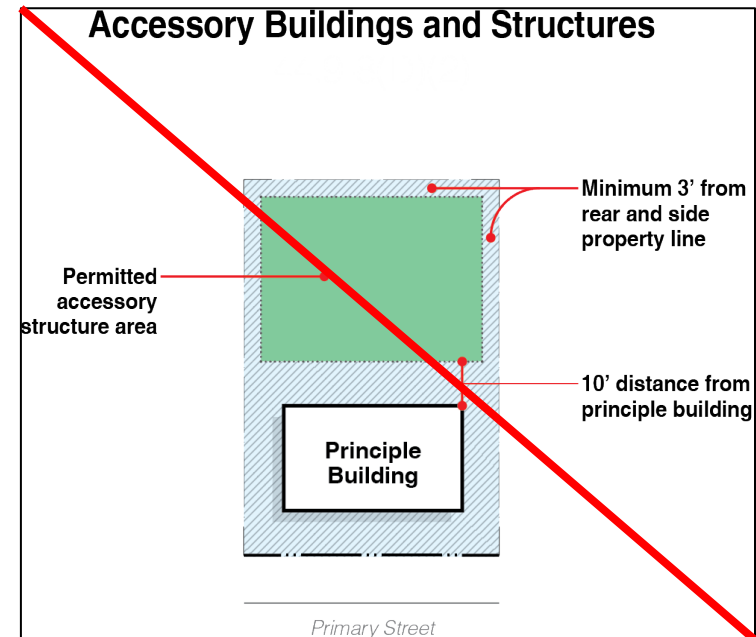 Accessory Buildings and Structures
Minimum 3’ from
rear and side
property line
Permitted
accessory
structure area
10’ distance from
principle building
Principle
Building
Primary Street